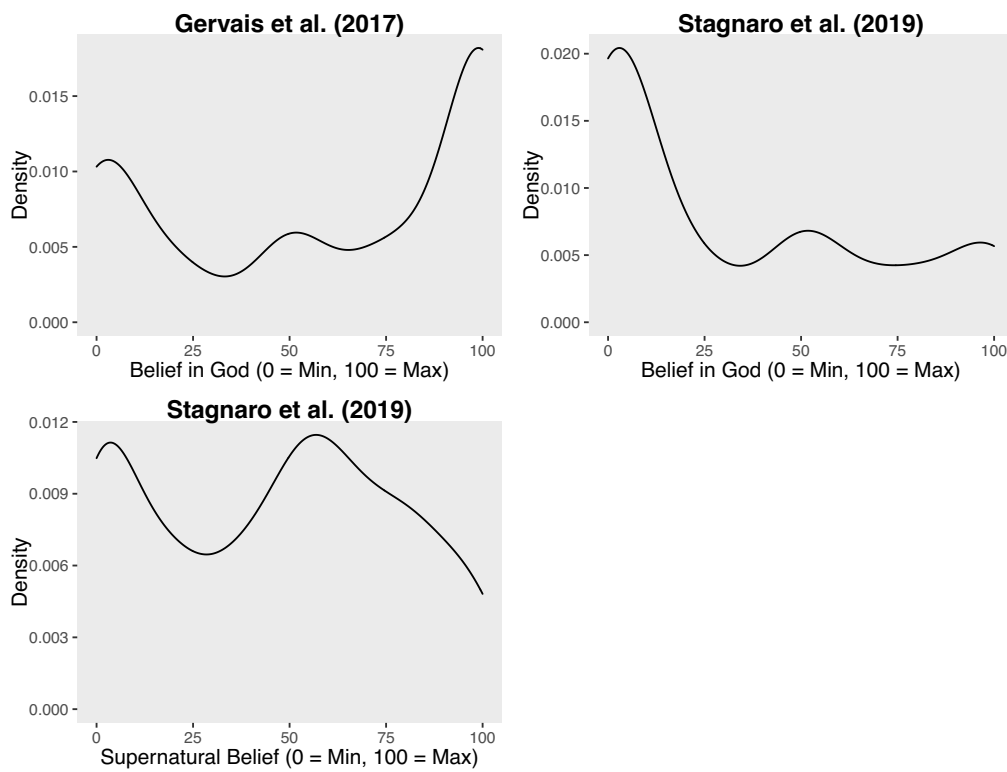 Gervais et al. (2017)
Density
0.015
0.010
0.005
0.000
0 25 50 75 100
Belief in God (0 = Min, 100 = Max)
Stagnaro et al. (2019)
Density
0.020
0.015
0.010
0.005
0.000
0 25 50 75 100
Belief in God (0 = Min, 100 = Max)
Stagnaro et al. (2019)
Density
0.012
0.009
0.006
0.003
0.000
0 25 50 75 100
Supernatural Belief (0 = Min, 100 = Max)